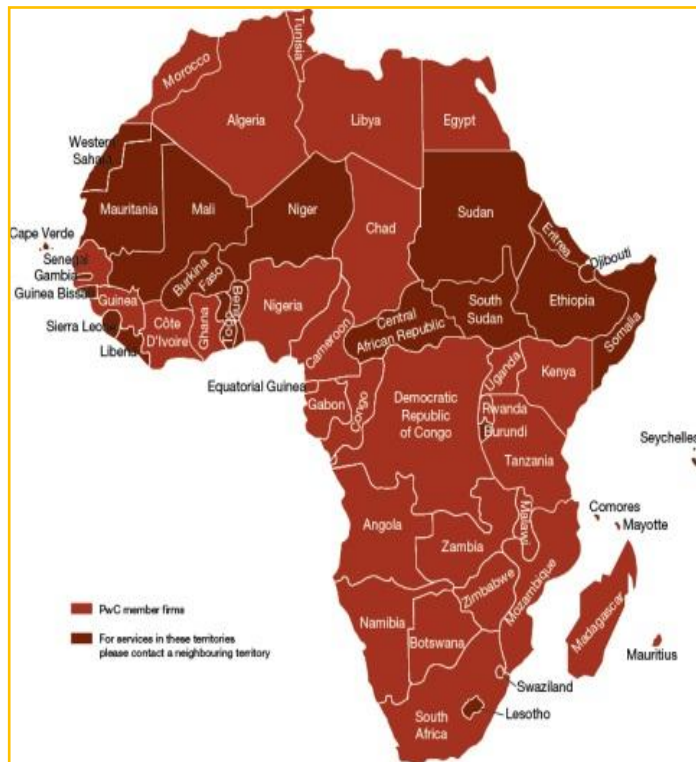 Tunisia
Morocco
Algeria
Libya
Egypt
Western
Sahara
Mauritania
Mali
Niger
Chad
Sudan
Eritrea
Djibouti
Cape Verde
Senegal
Gambia
Guinea Bissau
Guinea
Sierra Leone
Liberia
Côte
D'Ivoire
Burkina
Faso
Ghana
Togo
Benin
Nigeria
Cameroon
Central
African Republic
South
Sudan
Ethiopia
Somalia
Equatorial Guinea
Gabon
Congo
Democratic
Republic
of Congo
Uganda
Kenya
Rwanda
Burundi
Tanzania
Seychelles
Comores
Mayotte
Angola
Zambia
Malawi
Mozambique
Zimbabwe
Madagascar
Mauritius
Namibia
Botswana
Swaziland
Lesotho
South
Africa
PwC member firms
For services in these territories
please contact a neighbouring territory